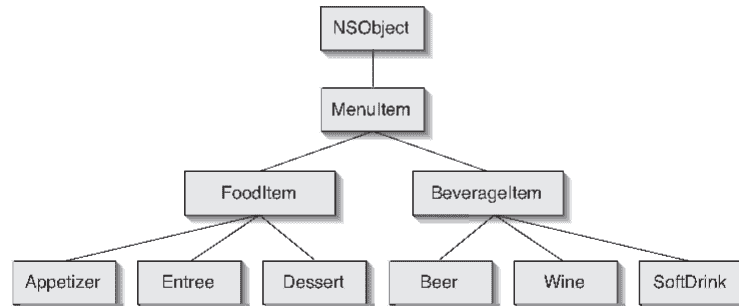 NSObject
MenuItem
FoodItem
BeverageItem
Appetizer
Entree
Dessert
Beer
Wine
SoftDrink